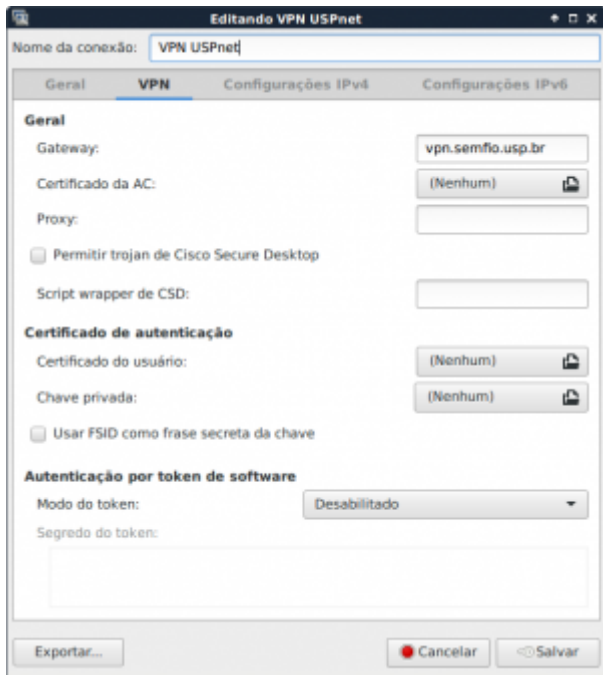 Editando VPN USPnet
Nome da conexão: VPN USPnet
Geral VPN Configurações IPv4 Configurações IPv6
Geral
Gateway: vpn.semfio.usp.br
Certificado da AC: (Nenhum)
Proxy:
Permitir trojan de Cisco Secure Desktop
Script wrapper de CSD:
Certificado de autenticação
Certificado do usuário: (Nenhum)
Chave privada: (Nenhum)
Usar FSID como frase secreta da chave
Autenticação por token de software
Modo do token: Desabilitado
Segredo do token:
Exportar... Cancelar Salvar